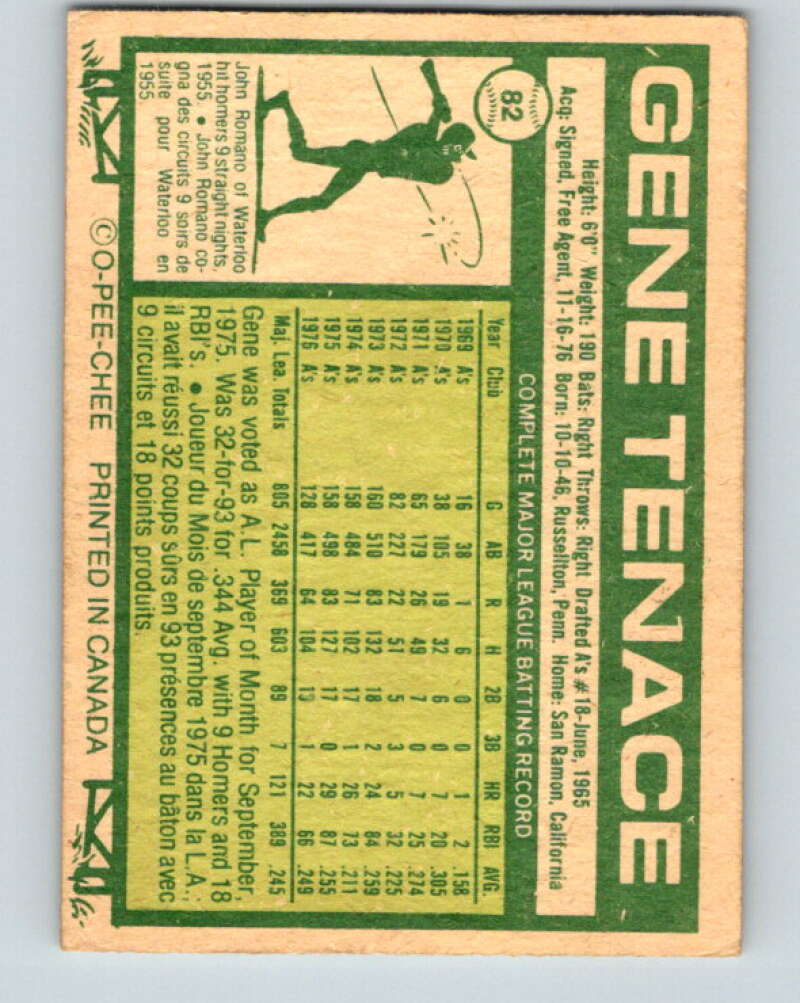 GENE TENACE
82
Height: 6'0" Weight: 190 Bats: Right Throws: Right Drafted A's #18-June, 1965
Acq: Signed, Free Agent, 11-16-76 Born: 10-10-46, Russellton, Penn. Home: San Ramon, California
COMPLETE MAJOR LEAGUE BATTING RECORD
Year Club G AB R H 2B 3B HR RBI AVG.
1969 A's 16 38 1 6 0 0 1 2 .158
1970 A's 38 105 19 32 6 0 7 20 .305
1971 A's 65 179 26 49 7 0 7 25 .274
1972 A's 82 227 22 51 5 3 5 32 .225
1973 A's 160 510 83 132 18 2 24 84 .259
1974 A's 158 484 71 102 17 1 26 73 .211
1975 A's 158 498 83 127 17 0 29 87 .255
1976 A's 128 417 64 104 19 1 22 66 .249
Maj. Lea. Totals 805 2458 369 603 89 7 121 389 .245
Gene was voted as A.L. Player of Month for September,
1975. Was 32-for-93 for .344 Avg. with 9 Homers and 18
RBI's. ● Joueur du Mois de septembre 1975 dans la L.A.;
il avait réussi 32 coups sûrs en 93 présences au bâton avec
9 circuits et 18 points produits.
John Romano of Waterloo
hit homers 9 straight nights,
1955. ● John Romano co-
gna des circuits 9 soirs de
suite pour Waterloo en
1955
©O-PEE-CHEE PRINTED IN CANADA